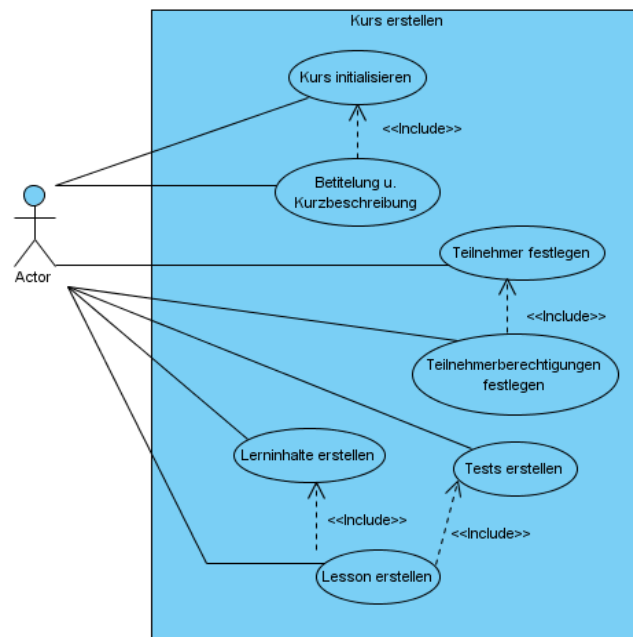 Kurs erstellen
Kurs initialisieren
<<Include>>
Betitelung u.
Kurzbeschreibung
Actor
Teilnehmer festlegen
<<Include>>
Teilnehmerberechtigungen
festlegen
Lerninhalte erstellen
Tests erstellen
<<Include>>
<<Include>>
Lesson erstellen